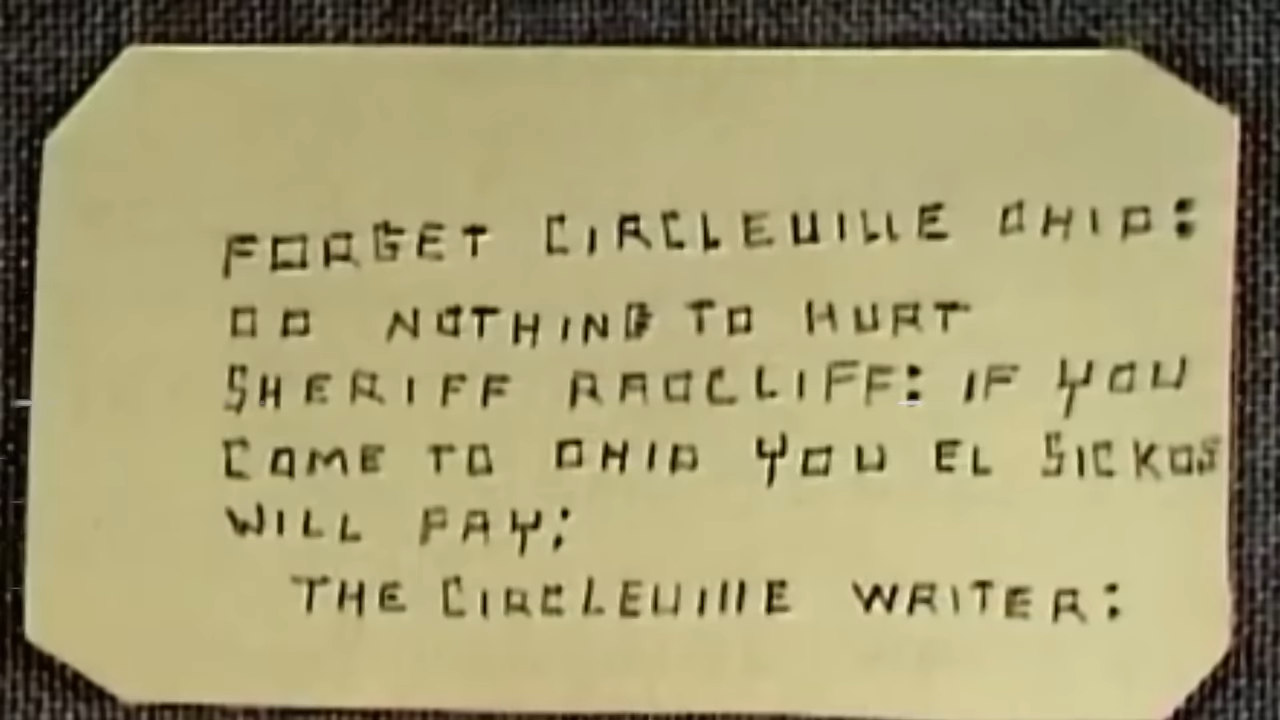 FORGET CIRCLEVILLE OHIO:
DO NOTHING TO HURT
SHERIFF RADCLIFF: IF YOU
COME TO OHIO YOU EL SICKOS
WILL PAY:
THE CIRCLEVILLE WRITER: